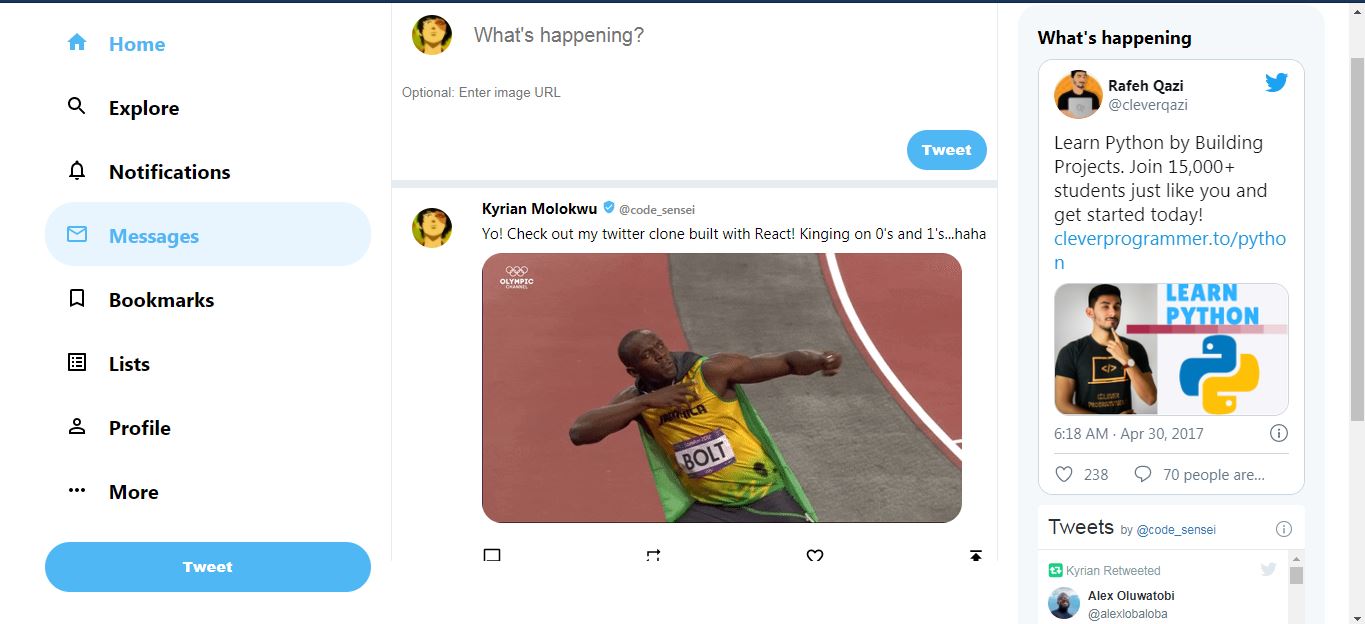 Home
Explore
Notifications
Messages
Bookmarks
Lists
Profile
More
Tweet
What's happening?
Optional: Enter image URL
Tweet
Kyrian Molokwu @code_sensei
Yo! Check out my twitter clone built with React! Kinging on 0's and 1's...haha
OLYMPIC
CHANNEL
JAMAICA
London 2012
BOLT
What's happening
Rafeh Qazi
@cleverqazi
Learn Python by Building
Projects. Join 15,000+
students just like you and
get started today!
cleverprogrammer.to/pytho
n
LEARN
PYTHON
</>
CLEVER
PROGRAMMER
6:18 AM · Apr 30, 2017
238
70 people are...
Tweets by @code_sensei
Kyrian Retweeted
Alex Oluwatobi
@alexlobaloba